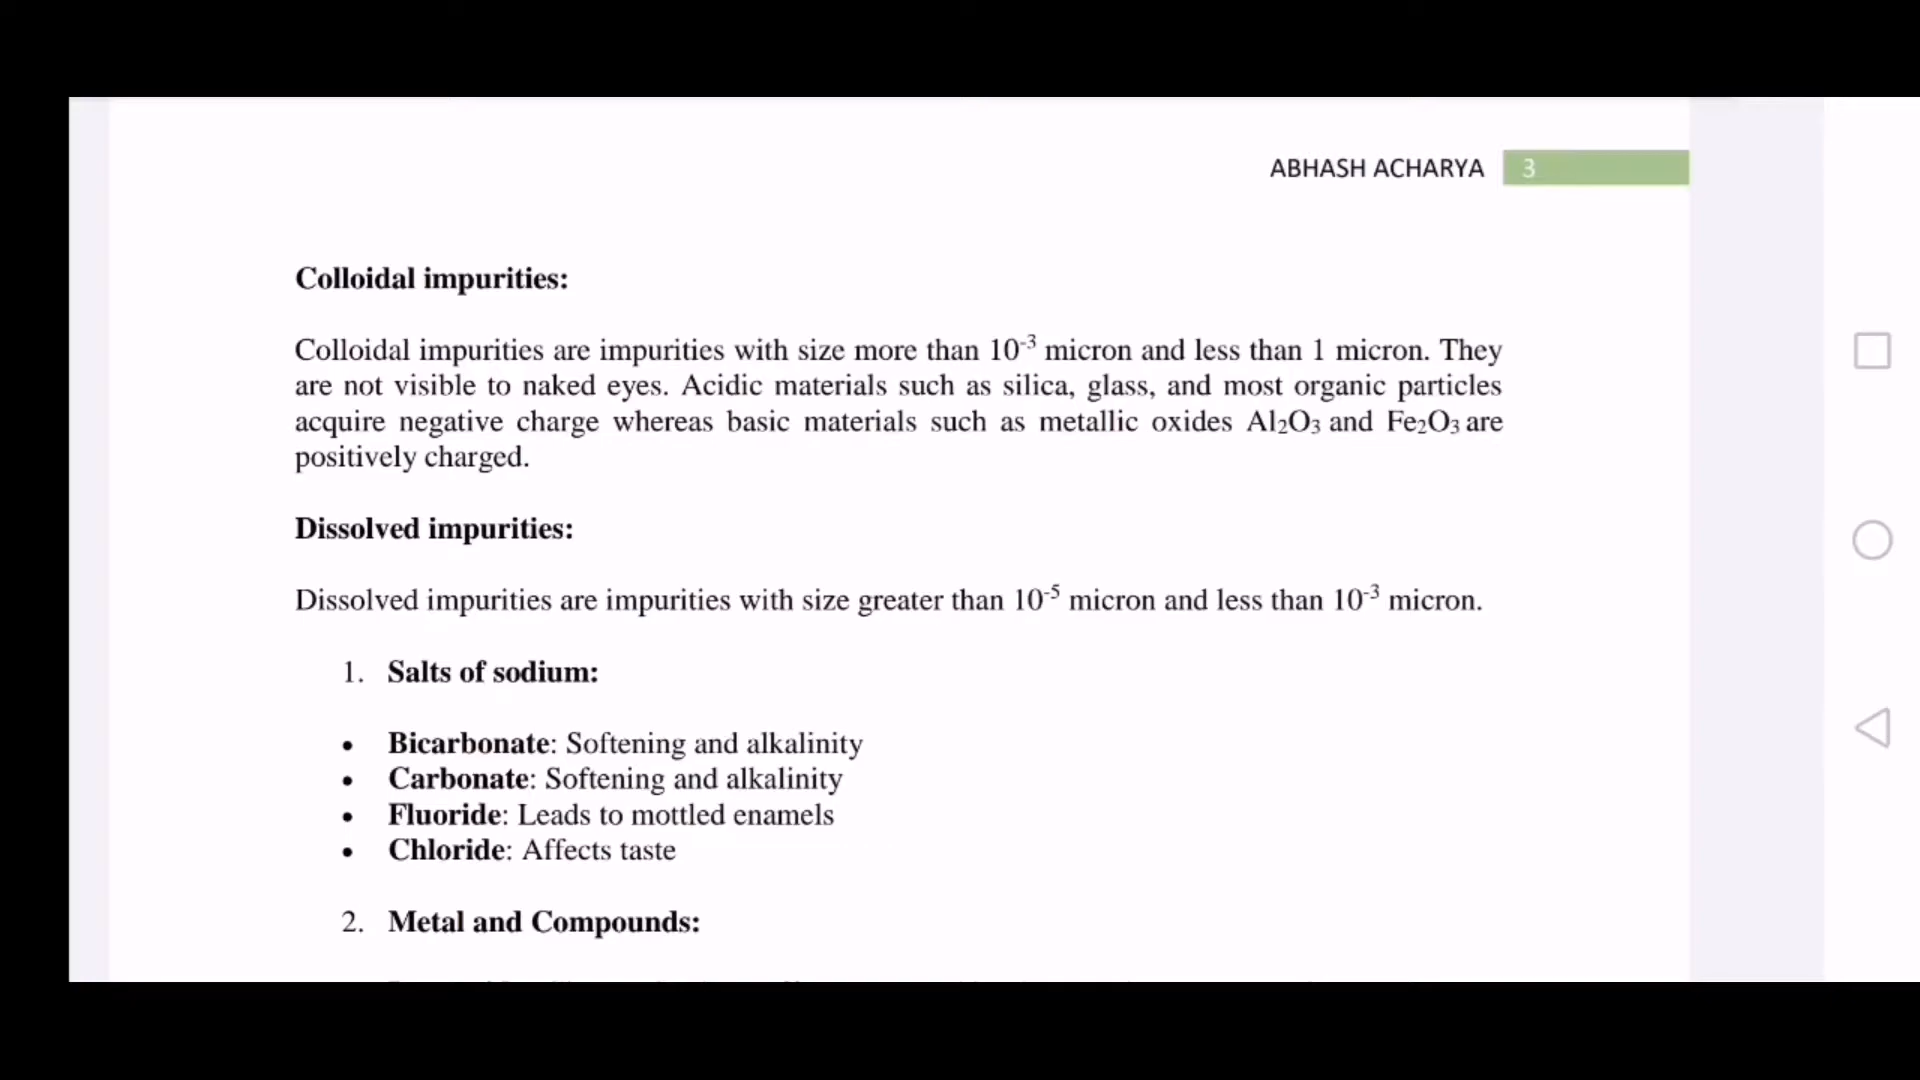 ABHASH ACHARYA 3
Colloidal impurities:
Colloidal impurities are impurities with size more than 10⁻³ micron and less than 1 micron. They
are not visible to naked eyes. Acidic materials such as silica, glass, and most organic particles
acquire negative charge whereas basic materials such as metallic oxides Al₂O₃ and Fe₂O₃ are
positively charged.
Dissolved impurities:
Dissolved impurities are impurities with size greater than 10⁻⁵ micron and less than 10⁻³ micron.
1. Salts of sodium:
• Bicarbonate: Softening and alkalinity
• Carbonate: Softening and alkalinity
• Fluoride: Leads to mottled enamels
• Chloride: Affects taste
2. Metal and Compounds: